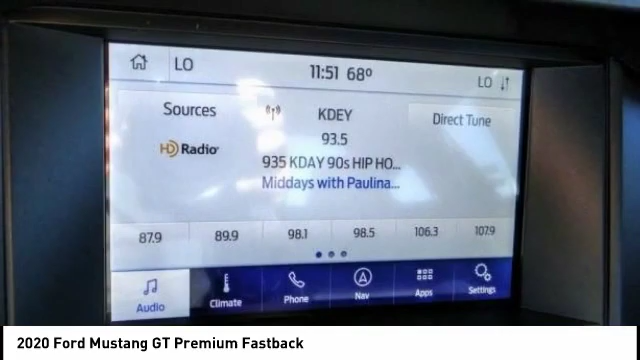 LO 11:51 68º LO
Sources KDEY Direct Tune
93.5
HD Radio
935 KDAY 90s HIP HO...
Middays with Paulina...
87.9 89.9 98.1 98.5 106.3 107.9
Audio Climate Phone Nav Apps Settings
2020 Ford Mustang GT Premium Fastback